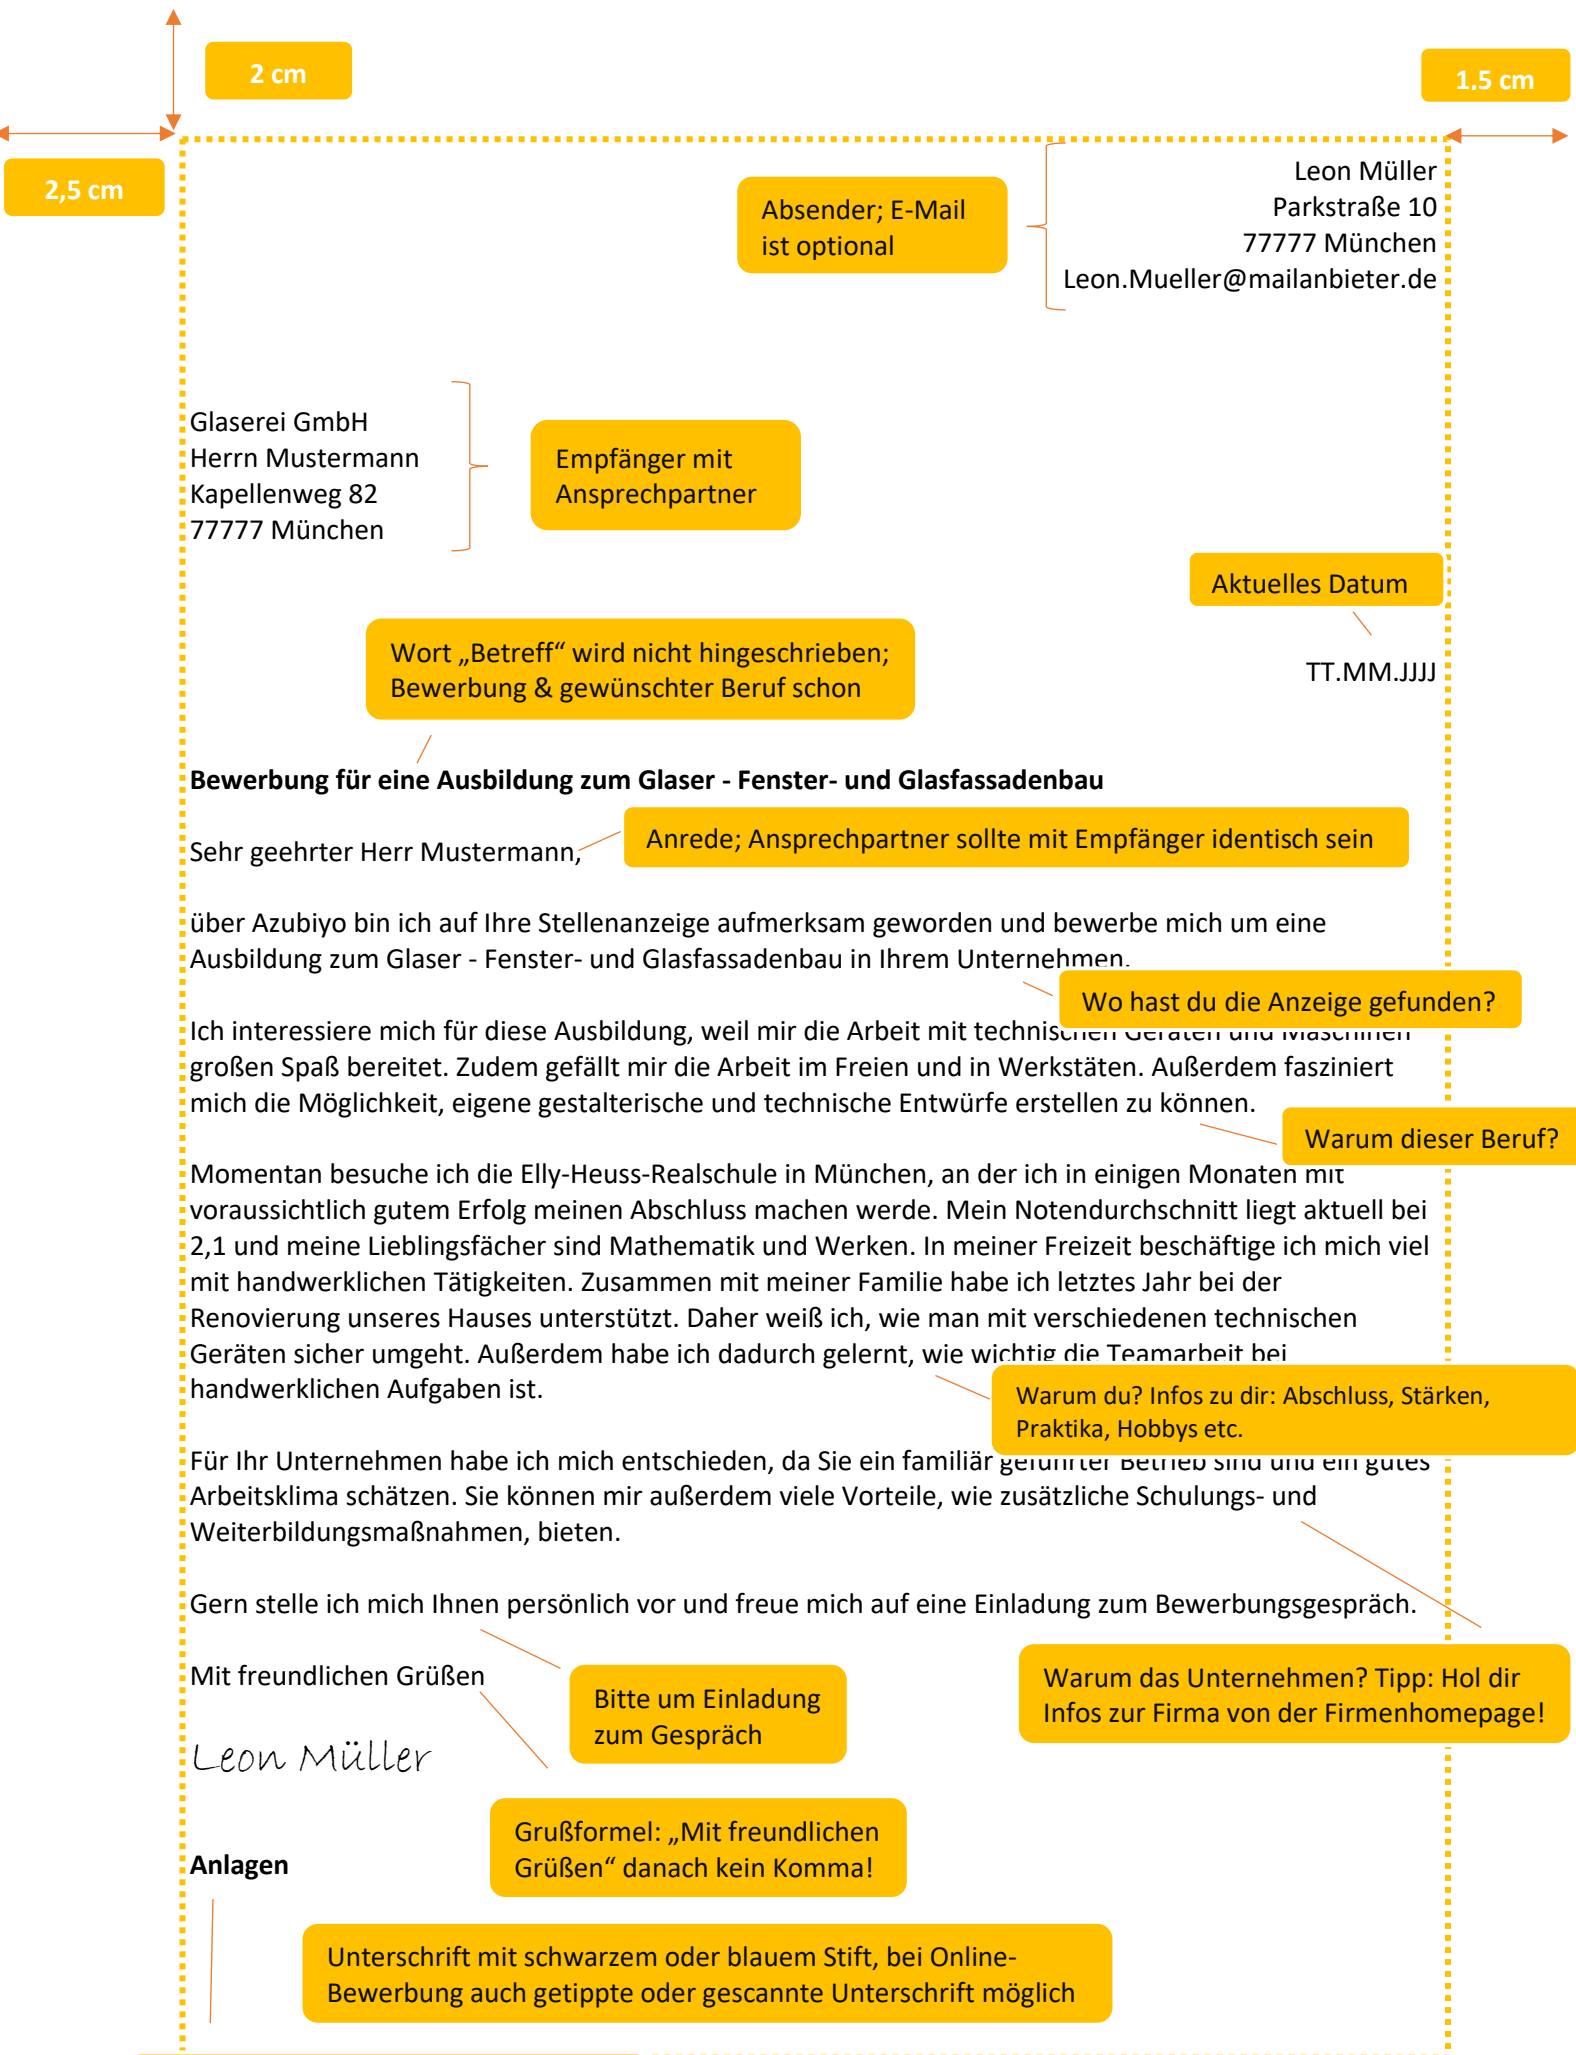 2 cm
1,5 cm
2,5 cm
Absender; E-Mail
ist optional
Leon Müller
Parkstraße 10
77777 München
Leon.Mueller@mailanbieter.de
Glaserei GmbH
Herrn Mustermann
Kapellenweg 82
77777 München
Empfänger mit
Ansprechpartner
Aktuelles Datum
TT.MM.JJJJ
Wort „Betreff“ wird nicht hingeschrieben;
Bewerbung & gewünschter Beruf schon
Bewerbung für eine Ausbildung zum Glaser - Fenster- und Glasfassadenbau
Sehr geehrter Herr Mustermann,
Anrede; Ansprechpartner sollte mit Empfänger identisch sein
über Azubiyo bin ich auf Ihre Stellenanzeige aufmerksam geworden und bewerbe mich um eine
Ausbildung zum Glaser - Fenster- und Glasfassadenbau in Ihrem Unternehmen.
Wo hast du die Anzeige gefunden?
Ich interessiere mich für diese Ausbildung, weil mir die Arbeit mit technischen Geräten und Maschinen
großen Spaß bereitet. Zudem gefällt mir die Arbeit im Freien und in Werkstäten. Außerdem fasziniert
mich die Möglichkeit, eigene gestalterische und technische Entwürfe erstellen zu können.
Warum dieser Beruf?
Momentan besuche ich die Elly-Heuss-Realschule in München, an der ich in einigen Monaten mit
voraussichtlich gutem Erfolg meinen Abschluss machen werde. Mein Notendurchschnitt liegt aktuell bei
2,1 und meine Lieblingsfächer sind Mathematik und Werken. In meiner Freizeit beschäftige ich mich viel
mit handwerklichen Tätigkeiten. Zusammen mit meiner Familie habe ich letztes Jahr bei der
Renovierung unseres Hauses unterstützt. Daher weiß ich, wie man mit verschiedenen technischen
Geräten sicher umgeht. Außerdem habe ich dadurch gelernt, wie wichtig die Teamarbeit bei
handwerklichen Aufgaben ist.
Warum du? Infos zu dir: Abschluss, Stärken,
Praktika, Hobbys etc.
Für Ihr Unternehmen habe ich mich entschieden, da Sie ein familiär geführter Betrieb sind und ein gutes
Arbeitsklima schätzen. Sie können mir außerdem viele Vorteile, wie zusätzliche Schulungs- und
Weiterbildungsmaßnahmen, bieten.
Gern stelle ich mich Ihnen persönlich vor und freue mich auf eine Einladung zum Bewerbungsgespräch.
Mit freundlichen Grüßen
Bitte um Einladung
zum Gespräch
Warum das Unternehmen? Tipp: Hol dir
Infos zur Firma von der Firmenhomepage!
Leon Müller
Grußformel: „Mit freundlichen
Grüßen“ danach kein Komma!
Anlagen
Unterschrift mit schwarzem oder blauem Stift, bei Online-
Bewerbung auch getippte oder gescannte Unterschrift möglich